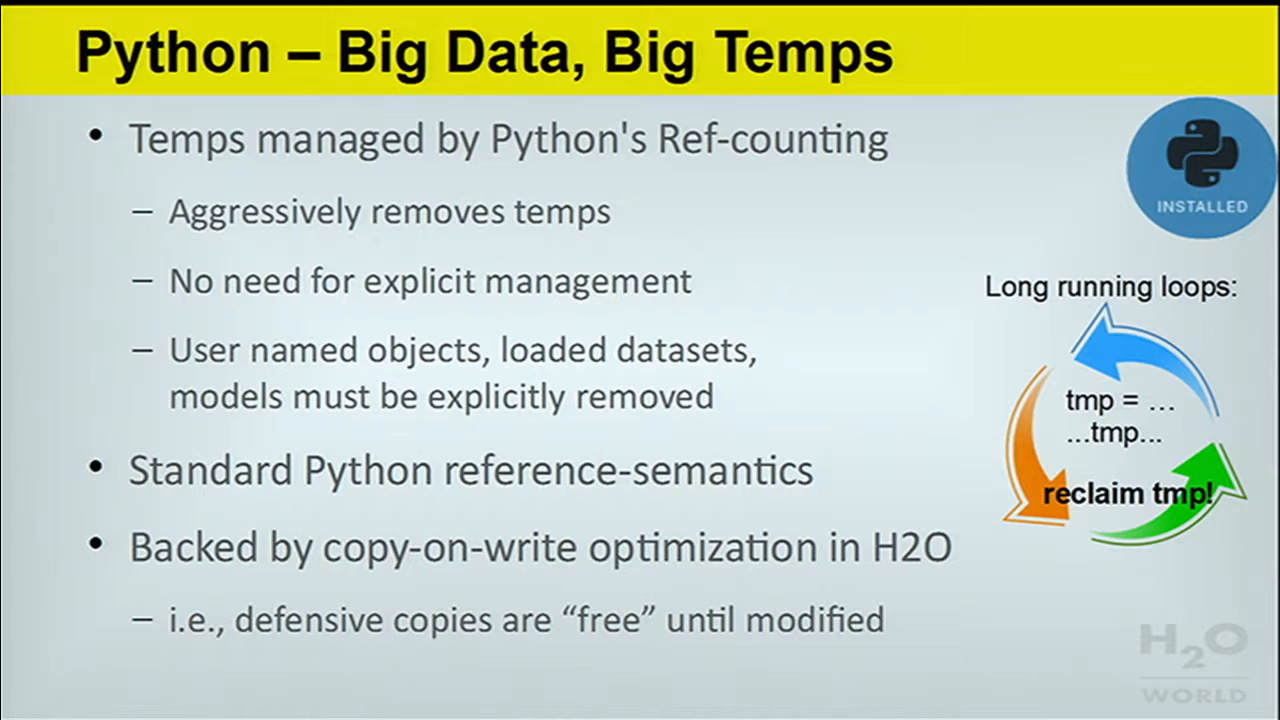 Python – Big Data, Big Temps
• Temps managed by Python's Ref-counting
– Aggressively removes temps
– No need for explicit management
– User named objects, loaded datasets,
models must be explicitly removed
• Standard Python reference-semantics
• Backed by copy-on-write optimization in H2O
– i.e., defensive copies are “free” until modified
INSTALLED
Long running loops:
tmp = …
...tmp...
reclaim tmp!
H2O
WORLD